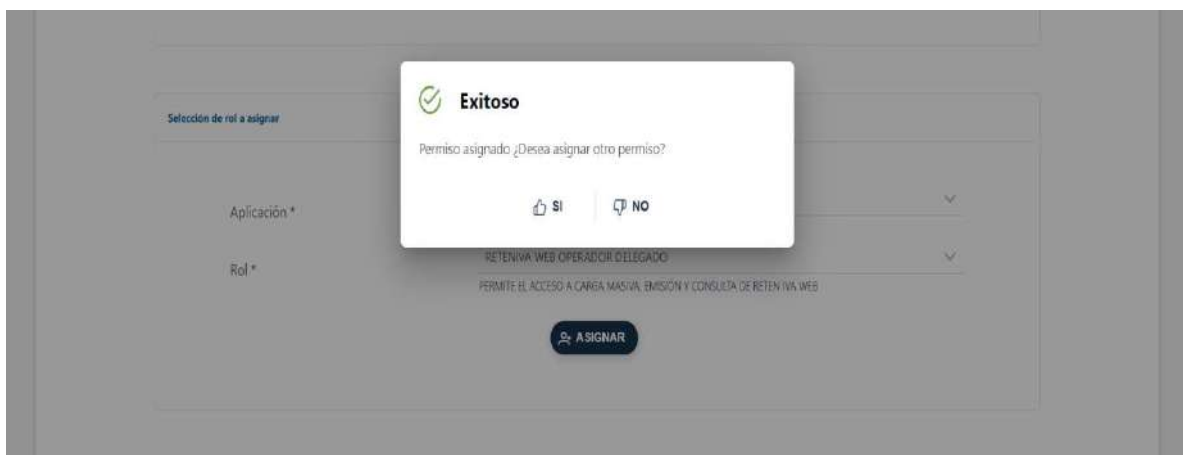 Exitoso
Selección de rol a asignar
Permiso asignado ¿Desea asignar otro permiso?
SI
NO
Aplicación *
RETENIVA WEB OPERADOR DELEGADO
Rol *
PERMITE EL ACCESO A CARGA MASIVA, EMISIÓN Y CONSULTA DE RETEN IVA WEB
ASIGNAR